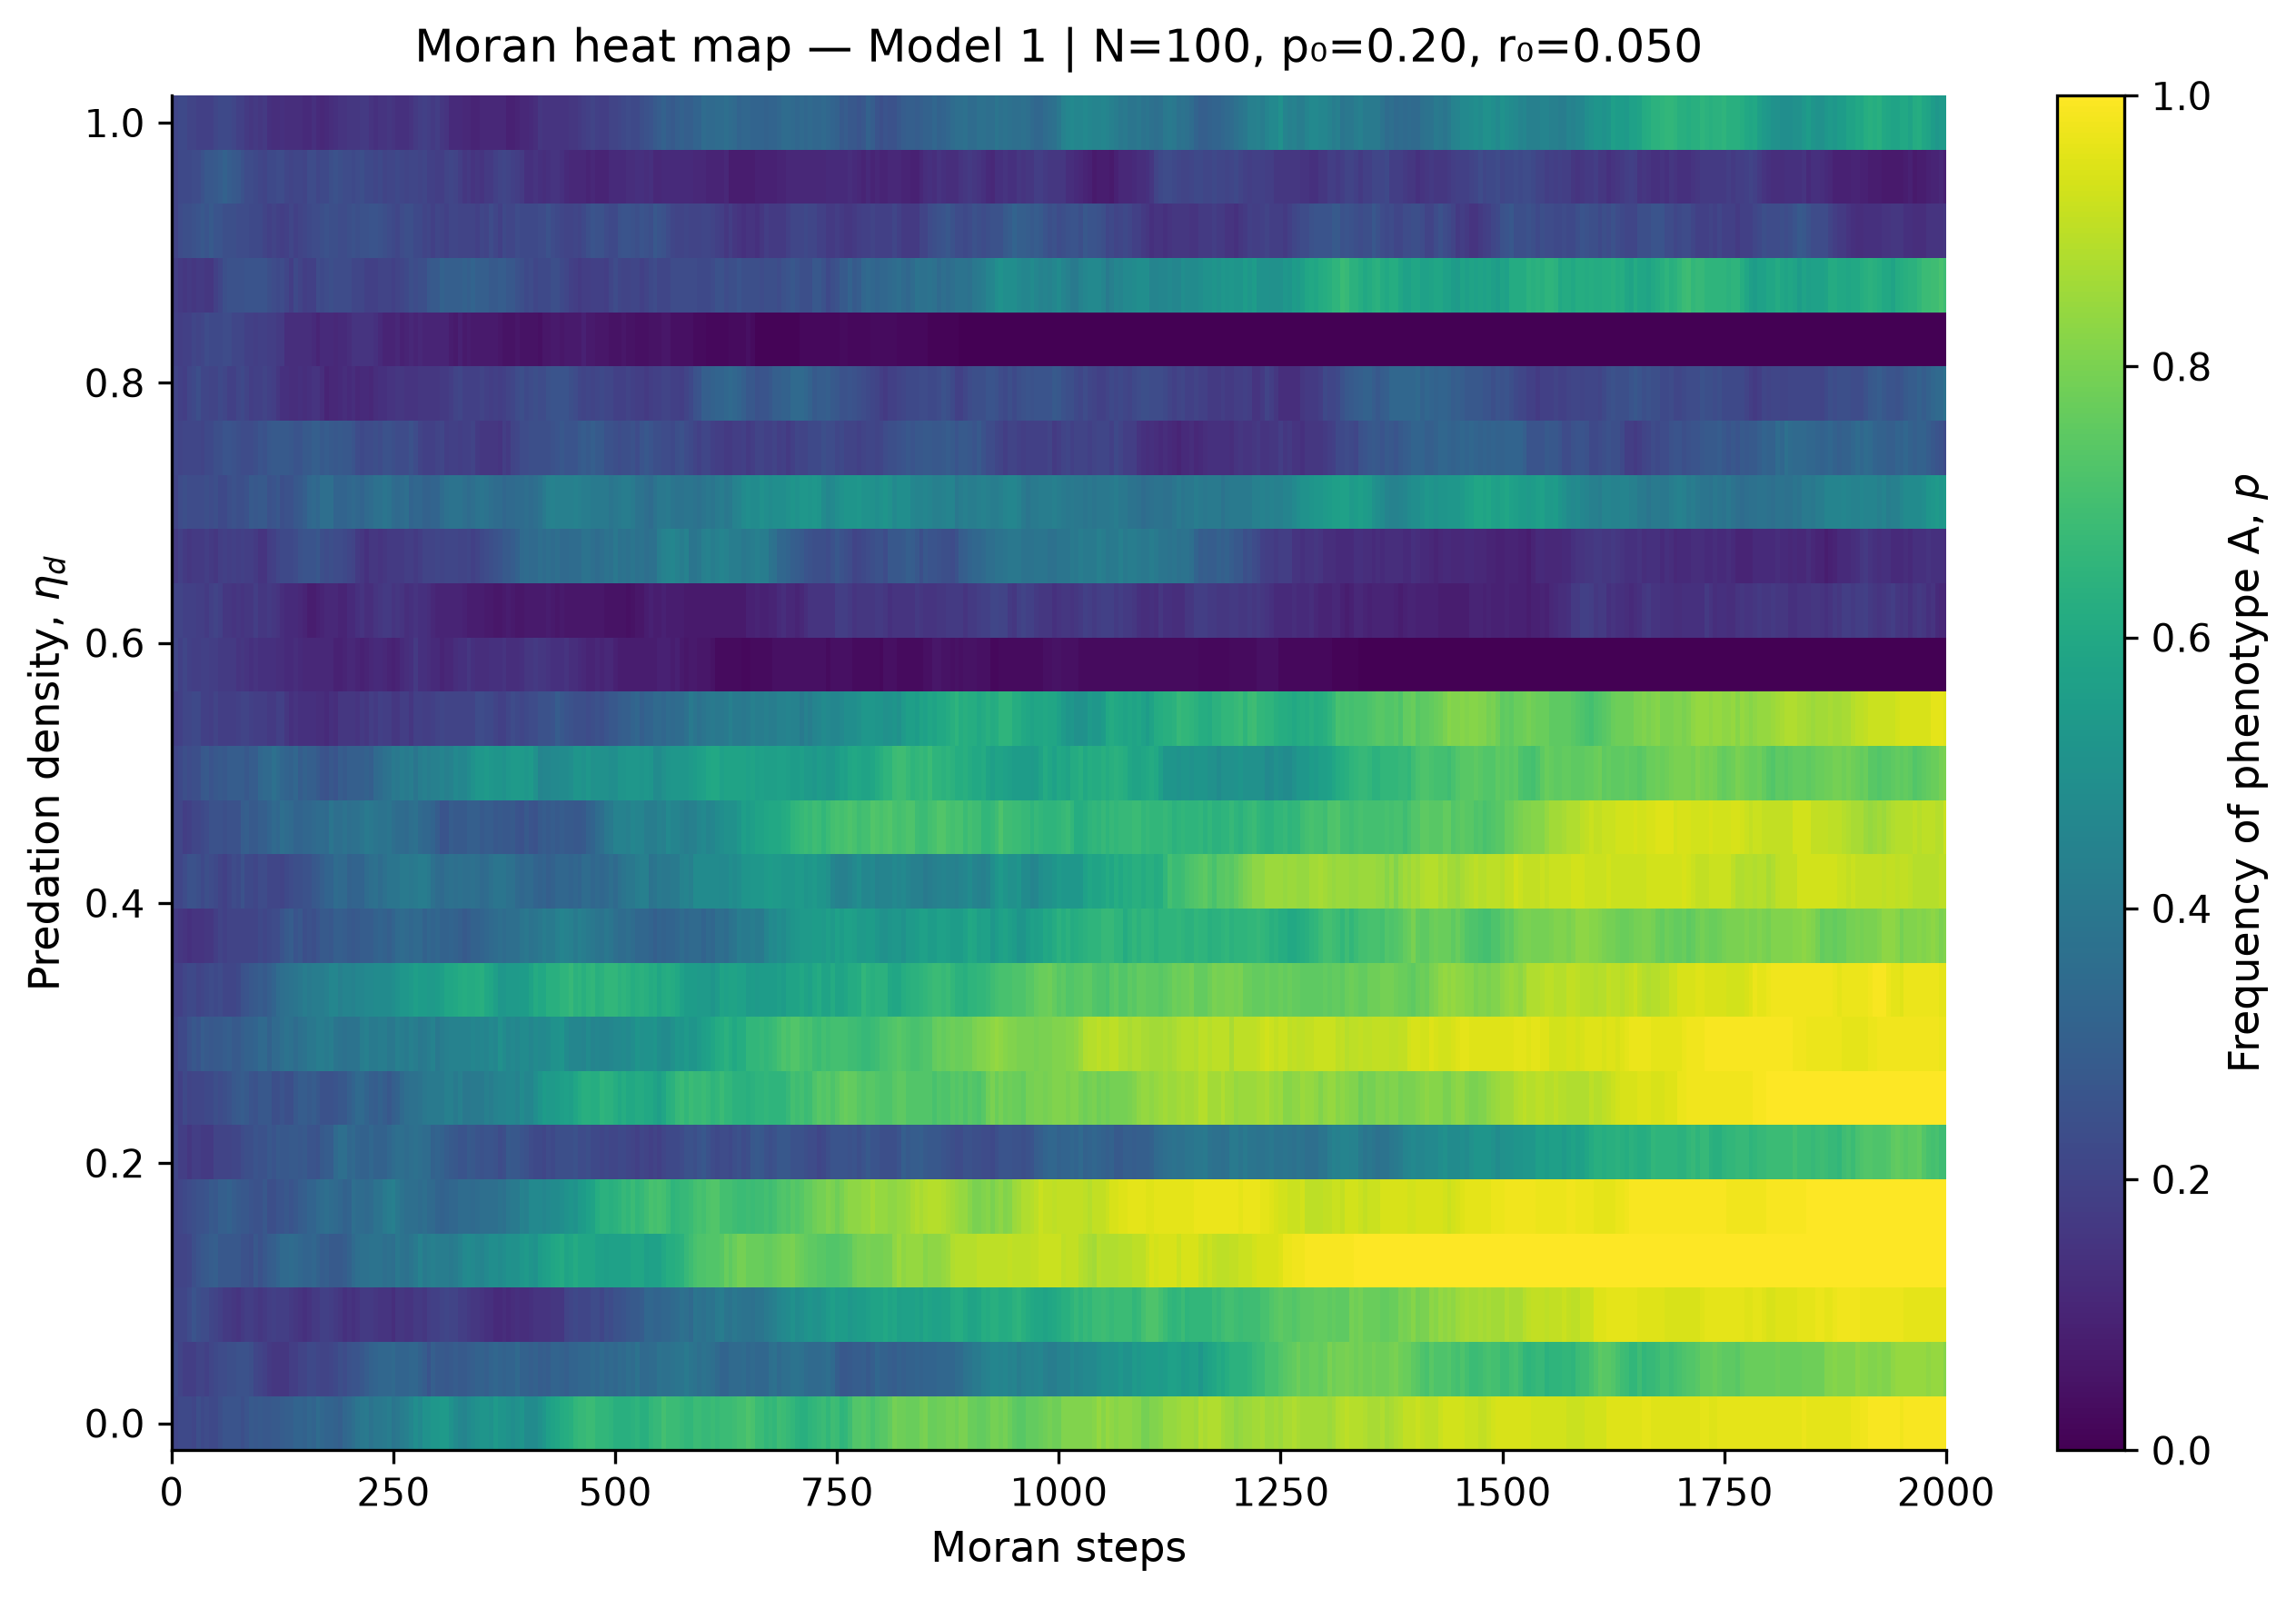 Moran heat map — Model 1 | N=100, p₀=0.20, r₀=0.050
Predation density, η_d
1.0
0.8
0.6
0.4
0.2
0.0
0 250 500 750 1000 1250 1500 1750 2000
Moran steps
1.0
0.8
0.6
0.4
0.2
0.0
Frequency of phenotype A, p